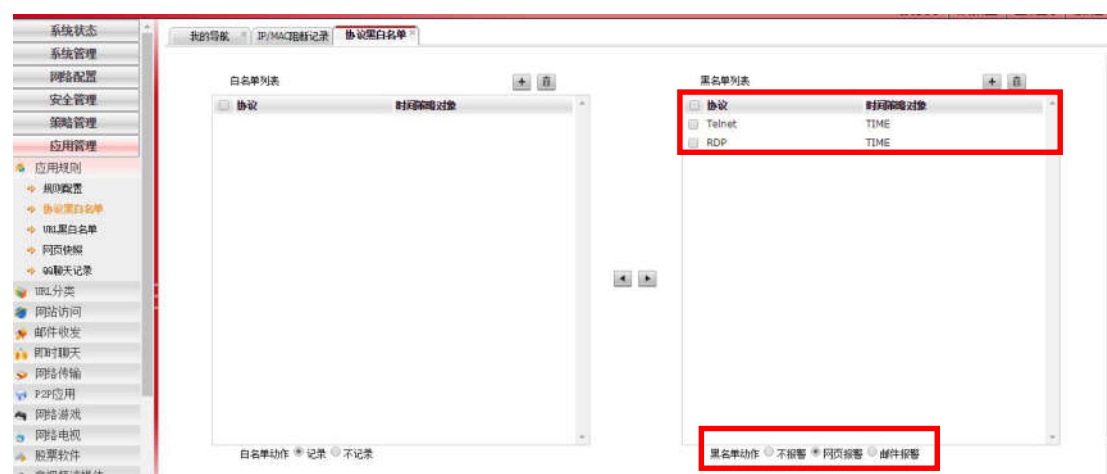 系统状态
系统管理
网络配置
安全管理
策略管理
应用管理
应用规则
规则配置
协议黑白名单
URL黑白名单
网页快照
QQ聊天记录
URL分类
网站访问
邮件收发
即时聊天
网络传输
P2P应用
网络游戏
网络电视
股票软件
我的导航 IP/MAC阻断记录 协议黑白名单
白名单列表
协议 时间策略对象
白名单动作 记录 不记录
黑名单列表
协议 时间策略对象
Telnet TIME
RDP TIME
黑名单动作 不报警 网页报警 邮件报警